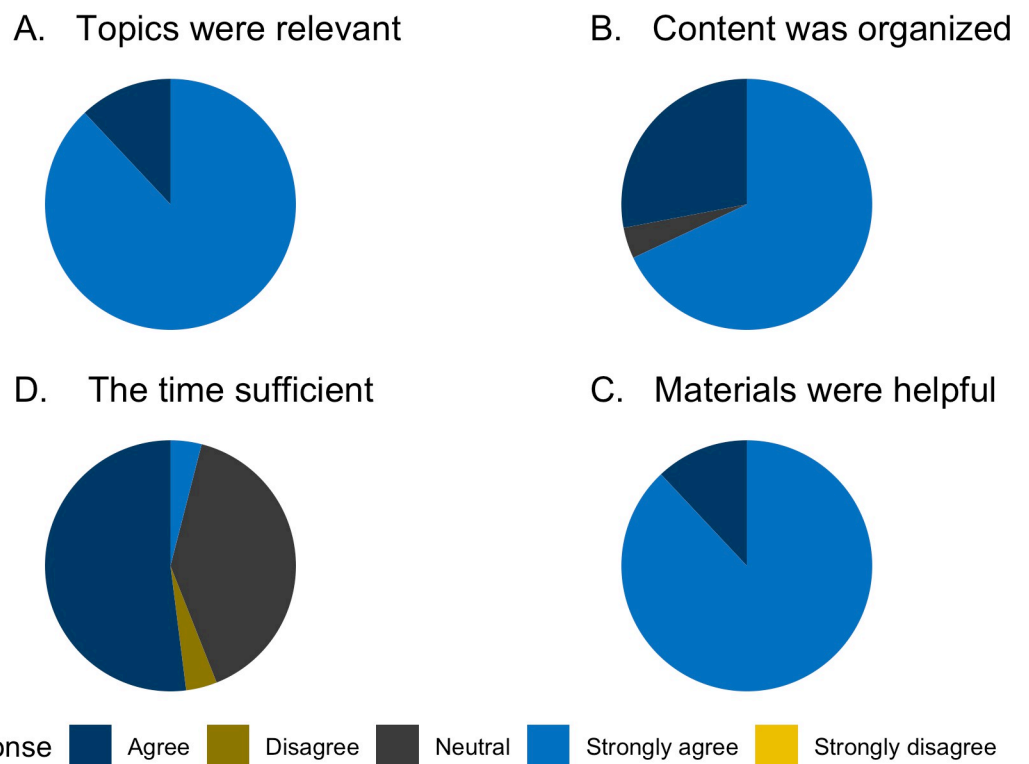 A. Topics were relevant
B. Content was organized
D. The time sufficient
C. Materials were helpful
onse Agree Disagree Neutral Strongly agree Strongly disagree